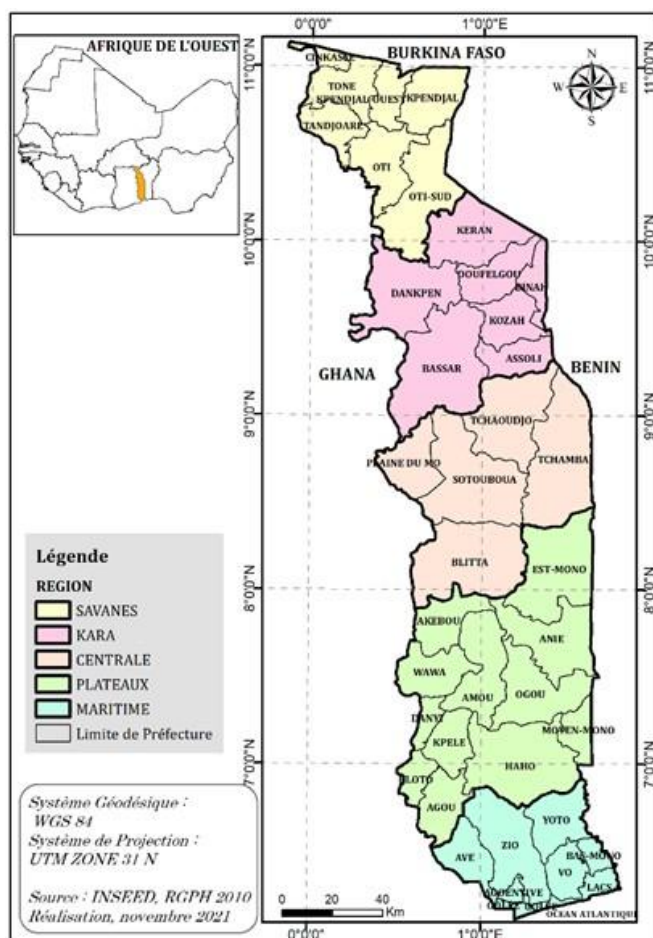 AFRIQUE DE L'OUEST
0°0'0"E
1°0'0"E
BURKINA FASO
N
W
E
S
11°0'0"N
11°0'0"N
CINKASSE
TONE
KPENDJAL OUEST
KPENDJAL
TANDJOARE
OTI
OTI-SUD
10°0'0"N
10°0'0"N
KERAN
DOUFELGOU
BINAH
DANKPEN
KOZAH
ASSOLI
BASSAR
GHANA
BENIN
9°0'0"N
9°0'0"N
TCHAOUDJO
PLAINE DU MO
TCHAMBA
SOTOUBOUA
BLITTA
EST-MONO
8°0'0"N
8°0'0"N
AKEBOU
ANIE
WAWA
AMOU
OGOU
DANYI
MOYEN-MONO
KPELE
HAHO
7°0'0"N
7°0'0"N
KLOTO
AGOU
YOTO
AVE
ZIO
BAS-MONO
VO
LACS
OCEAN ATLANTIQUE
Légende
REGION
SAVANES
KARA
CENTRALE
PLATEAUX
MARITIME
Limite de Préfecture
Système Géodésique :
WGS 84
Système de Projection :
UTM ZONE 31 N
Source : INSEED, RGPH 2010
Réalisation, novembre 2021
0
20
40
Km
0°0'0"
1°0'0"E